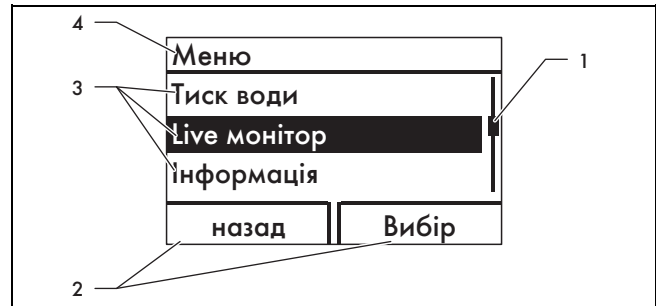 4
Меню
1
3
Тиск води
Live монітор
Інформація
назад Вибір
2